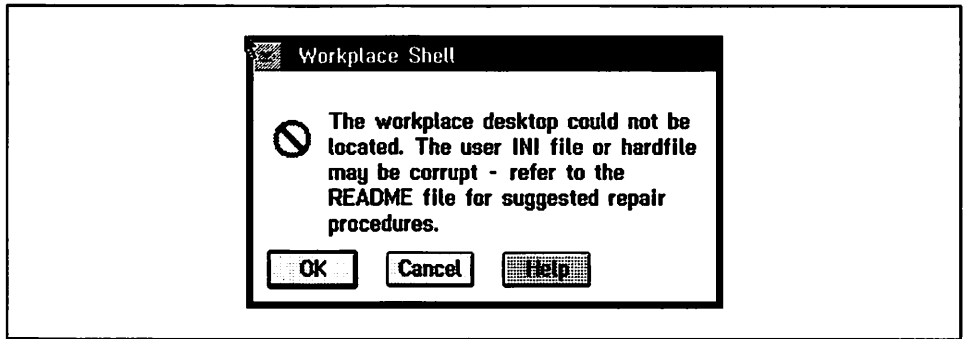 Workplace Shell
The workplace desktop could not be
located. The user INI file or hardfile
may be corrupt - refer to the
README file for suggested repair
procedures.
OK Cancel Help